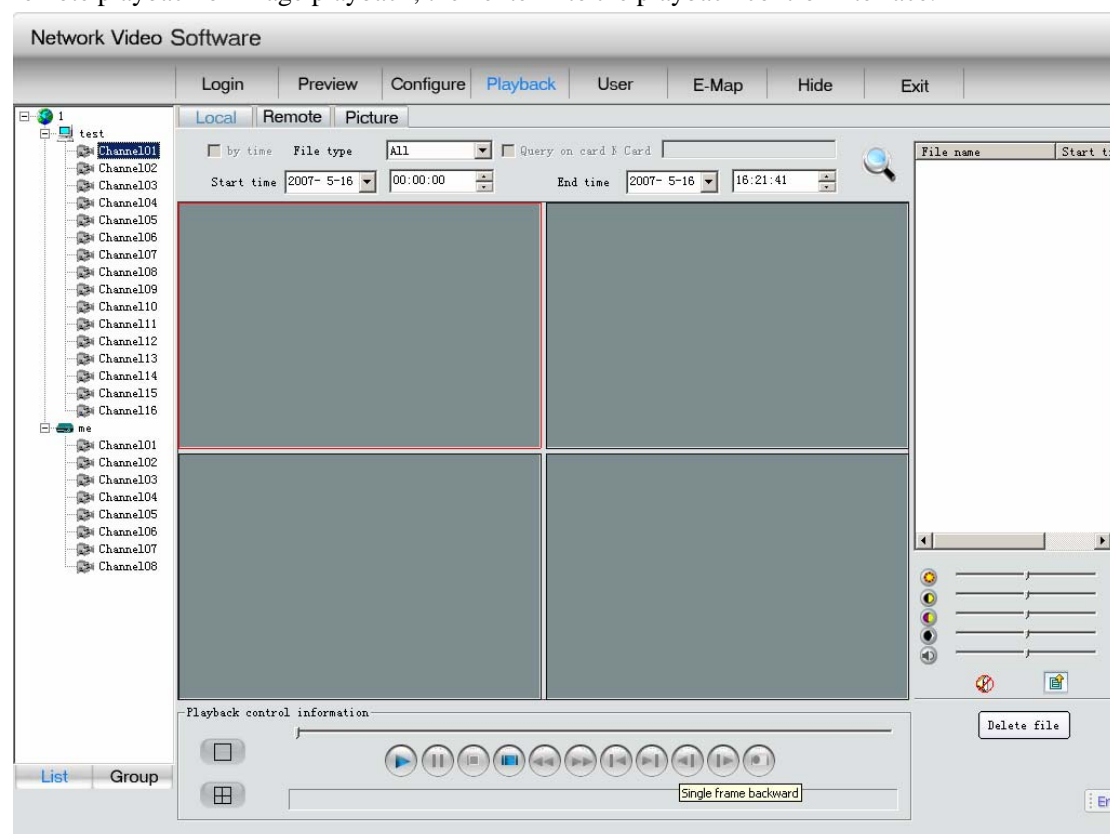 Network Video Software
Login Preview Configure Playback User E-Map Hide Exit
1
test
Channel01
Channel02
Channel03
Channel04
Channel05
Channel06
Channel07
Channel08
Channel09
Channel10
Channel11
Channel12
Channel13
Channel14
Channel15
Channel16
me
Channel01
Channel02
Channel03
Channel04
Channel05
Channel06
Channel07
Channel08
List Group
Local Remote Picture
by time File type All Query on card N Card
Start time 2007- 5-16 00:00:00 End time 2007- 5-16 16:21:41
File name Start t
Playback control information
Single frame backward
Delete file
En